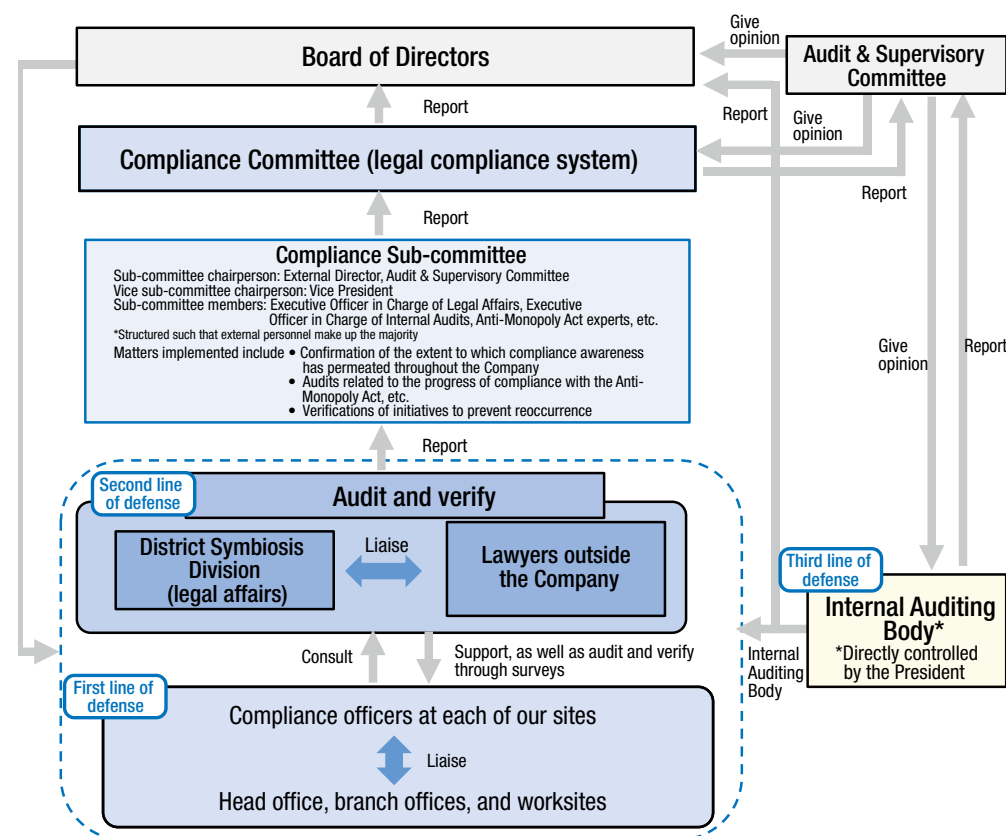 Give
opinion
Board of Directors
Audit & Supervisory
Committee
Report
Report
Give
opinion
Compliance Committee (legal compliance system)
Report
Report
Compliance Sub-committee
Sub-committee chairperson: External Director, Audit & Supervisory Committee
Vice sub-committee chairperson: Vice President
Sub-committee members: Executive Officer in Charge of Legal Affairs, Executive
Officer in Charge of Internal Audits, Anti-Monopoly Act experts, etc.
*Structured such that external personnel make up the majority
Matters implemented include • Confirmation of the extent to which compliance awareness
has permeated throughout the Company
• Audits related to the progress of compliance with the Anti-
Monopoly Act, etc.
• Verifications of initiatives to prevent reoccurrence
Give
opinion
Report
Report
Second line
of defense
Audit and verify
District Symbiosis
Division
(legal affairs)
Liaise
Lawyers outside
the Company
Third line of
defense
Internal Auditing
Body*
*Directly controlled
by the President
Internal
Auditing
Body
Consult
Support, as well as audit and verify
through surveys
First line of
defense
Compliance officers at each of our sites
Liaise
Head office, branch offices, and worksites